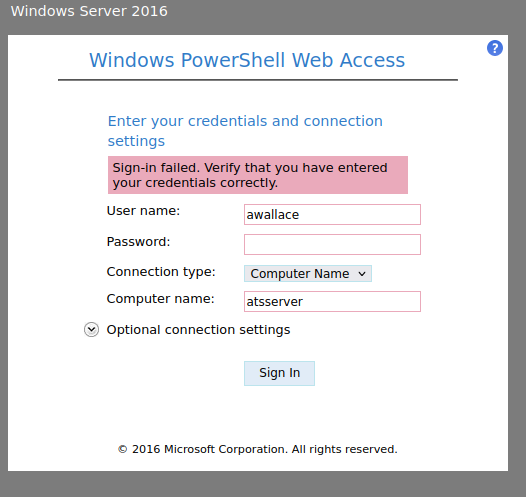 Windows Server 2016
?
Windows PowerShell Web Access
Enter your credentials and connection
settings
Sign-in failed. Verify that you have entered
your credentials correctly.
User name: awallace
Password:
Connection type: Computer Name
Computer name: atsserver
Optional connection settings
Sign In
© 2016 Microsoft Corporation. All rights reserved.